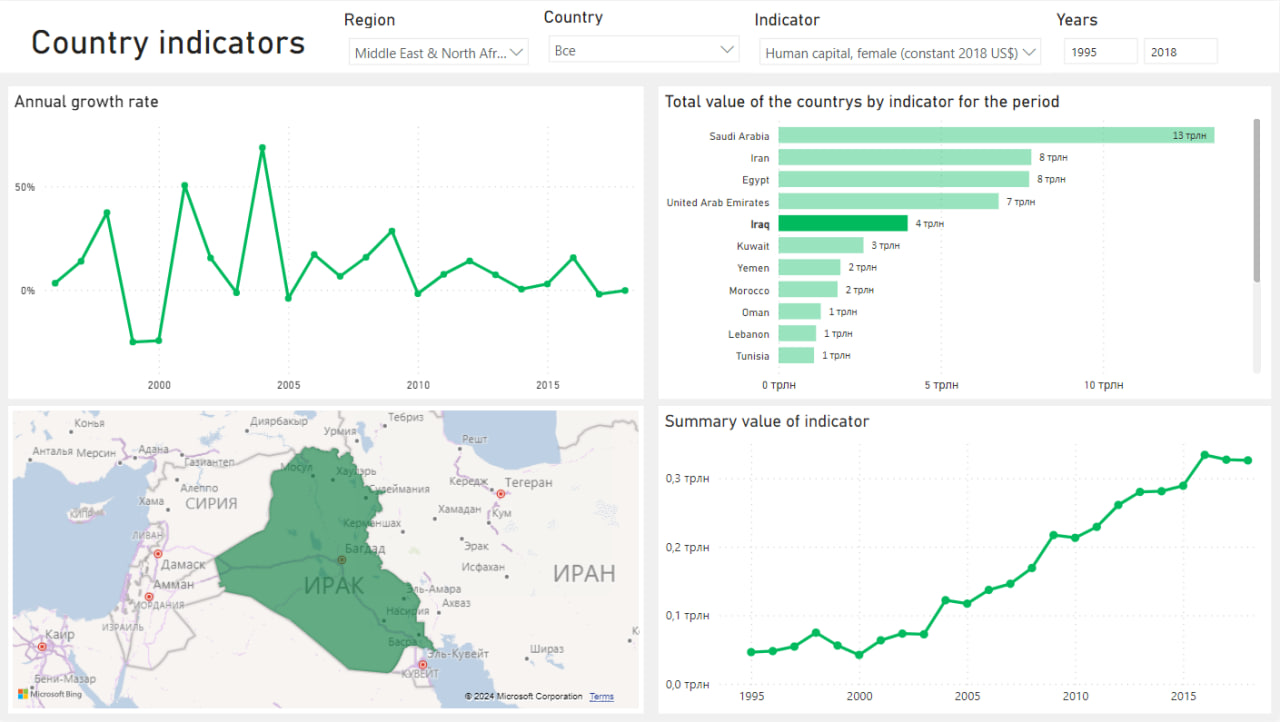 Country indicators
Region
Middle East & North Afr...
Country
Все
Indicator
Human capital, female (constant 2018 US$)
Years
1995
2018
Annual growth rate
50%
0%
2000
2005
2010
2015
Total value of the countrys by indicator for the period
Saudi Arabia
13 трлн
Iran
8 трлн
Egypt
8 трлн
United Arab Emirates
7 трлн
Iraq
4 трлн
Kuwait
3 трлн
Yemen
2 трлн
Morocco
2 трлн
Oman
1 трлн
Lebanon
1 трлн
Tunisia
1 трлн
0 трлн
5 трлн
10 трлн
Конья
Диярбакыр
Тебриз
Урмия
Решт
Анталья
Мерсин
Адана
Газиантеп
Мосул
Алеппо
Сулеймания
Кередж
Тегеран
Хама
СИРИЯ
Хамадан
Кум
КИПР
Керманшах
ЛИВАН
Багдад
Эрак
Дамаск
Исфахан
ИРАН
Амман
ИРАК
Эль-Амара
ИОРДАНИЯ
Насирия
Ахваз
ИЗРАИЛЬ
Каир
Басра
Эль-Кувейт
Шираз
КУВЕЙТ
Бени-Мазар
Microsoft Bing
© 2024 Microsoft Corporation
Terms
Summary value of indicator
0,3 трлн
0,2 трлн
0,1 трлн
0,0 трлн
1995
2000
2005
2010
2015